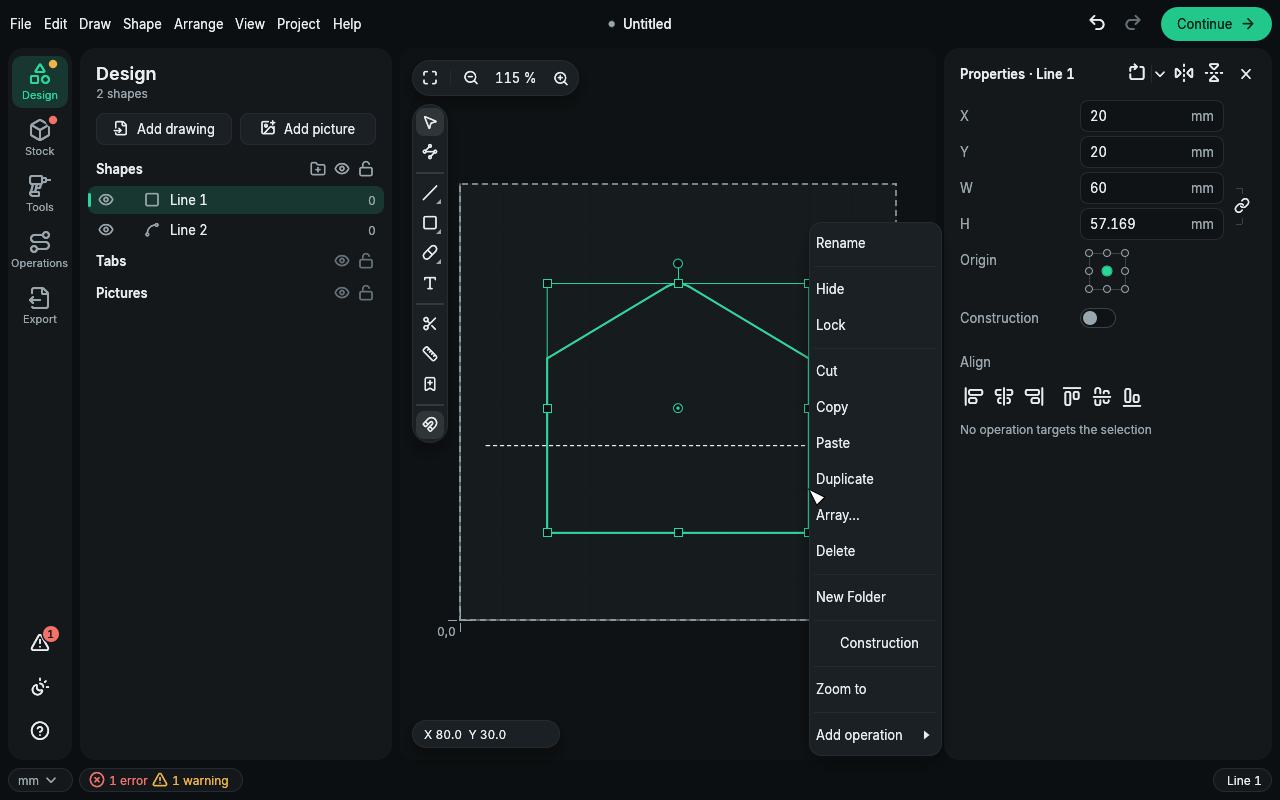 File Edit Draw Shape Arrange View Project Help
Untitled
Continue
Design
Stock
Tools
Operations
Export
1
Design
2 shapes
Add drawing Add picture
Shapes
Line 1 0
Line 2 0
Tabs
Pictures
115 %
0,0
X 80.0 Y 30.0
Rename
Hide
Lock
Cut
Copy
Paste
Duplicate
Array...
Delete
New Folder
Construction
Zoom to
Add operation
Properties · Line 1
X 20 mm
Y 20 mm
W 60 mm
H 57.169 mm
Origin
Construction
Align
No operation targets the selection
mm
1 error 1 warning
Line 1